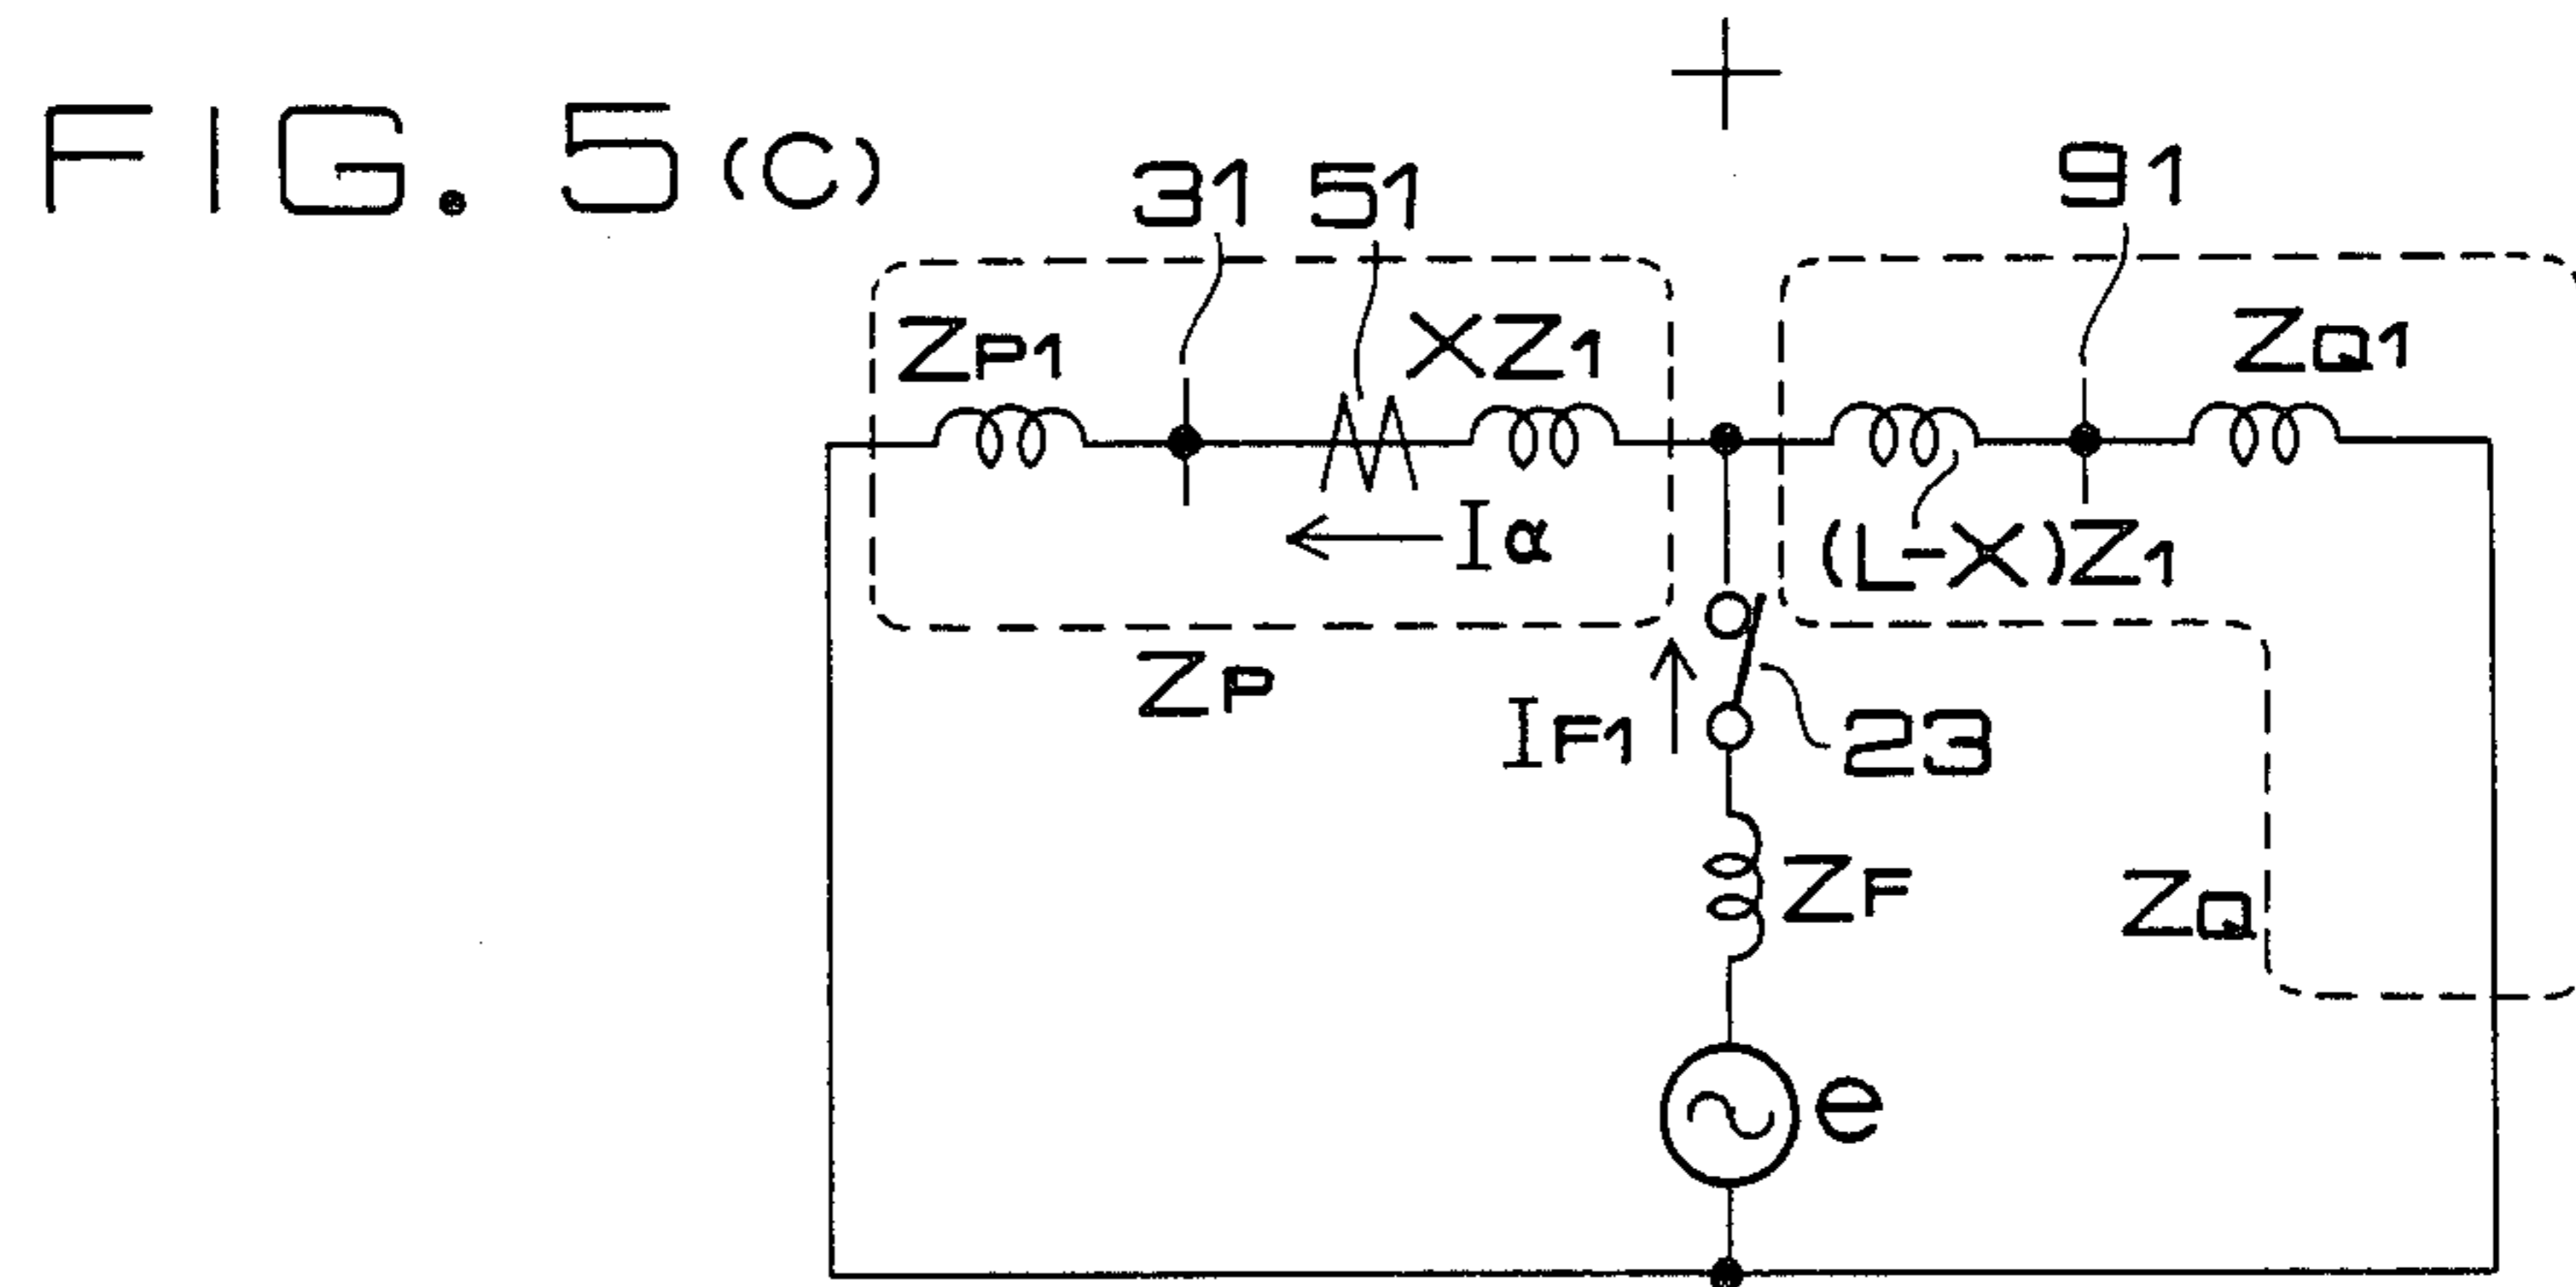 FIG. 5(C)
31 51 91
ZP1 XZ1 ZQ1
Iα (L-X)Z1
ZP
IF1 23
ZF ZQ
e